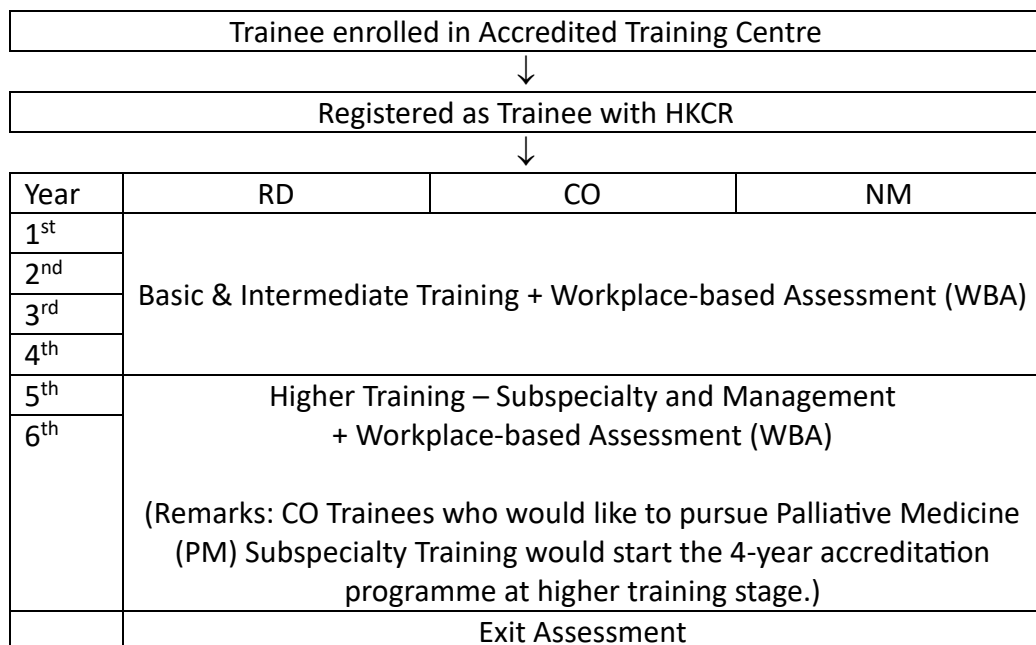 Trainee enrolled in Accredited Training Centre
↓
Registered as Trainee with HKCR
↓
Year RD CO NM
1st
2nd
Basic & Intermediate Training + Workplace-based Assessment (WBA)
3rd
4th
5th Higher Training – Subspecialty and Management
6th + Workplace-based Assessment (WBA)
(Remarks: CO Trainees who would like to pursue Palliative Medicine
(PM) Subspecialty Training would start the 4-year accreditation
programme at higher training stage.)
Exit Assessment